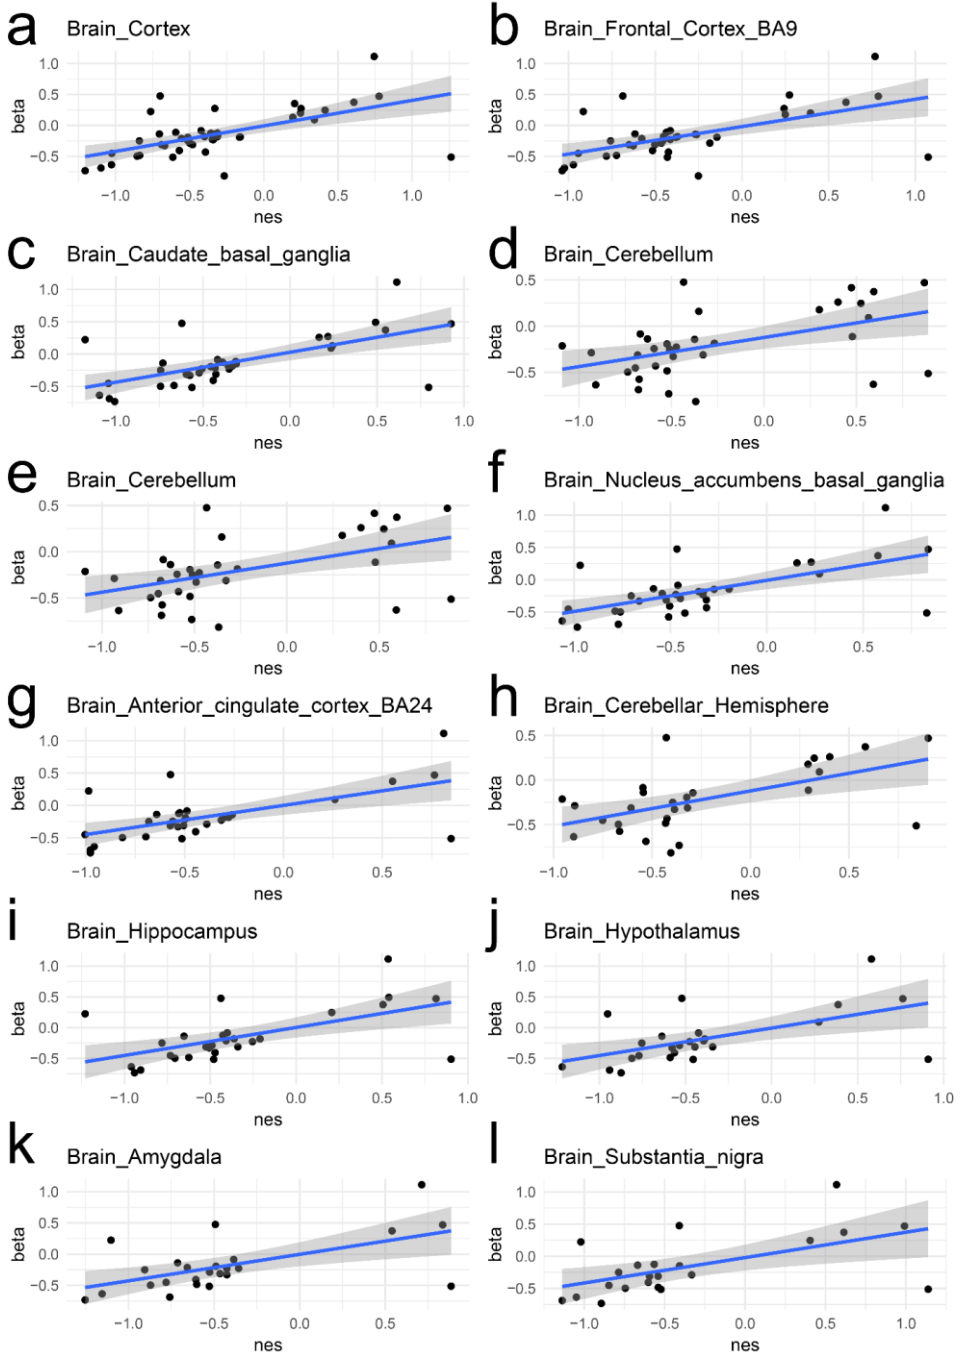 a Brain_Cortex
beta
1.0
0.5
0.0
−0.5
−1.0 −0.5 0.0 0.5 1.0
nes
b Brain_Frontal_Cortex_BA9
beta
1.0
0.5
0.0
−0.5
−1.0 −0.5 0.0 0.5 1.0
nes
c Brain_Caudate_basal_ganglia
beta
1.0
0.5
0.0
−0.5
−1.0 −0.5 0.0 0.5 1.0
nes
d Brain_Cerebellum
beta
0.5
0.0
−0.5
−1.0 −0.5 0.0 0.5
nes
e Brain_Cerebellum
beta
0.5
0.0
−0.5
−1.0 −0.5 0.0 0.5
nes
f Brain_Nucleus_accumbens_basal_ganglia
beta
1.0
0.5
0.0
−0.5
−1.0 −0.5 0.0 0.5
nes
g Brain_Anterior_cingulate_cortex_BA24
beta
1.0
0.5
0.0
−0.5
−1.0 −0.5 0.0 0.5
nes
h Brain_Cerebellar_Hemisphere
beta
0.5
0.0
−0.5
−1.0 −0.5 0.0 0.5
nes
i Brain_Hippocampus
beta
1.0
0.5
0.0
−0.5
−1.0 −0.5 0.0 0.5 1.0
nes
j Brain_Hypothalamus
beta
1.0
0.5
0.0
−0.5
−1.0 −0.5 0.0 0.5 1.0
nes
k Brain_Amygdala
beta
1.0
0.5
0.0
−0.5
−1.0 −0.5 0.0 0.5
nes
l Brain_Substantia_nigra
beta
1.0
0.5
0.0
−0.5
−1.0 −0.5 0.0 0.5 1.0
nes